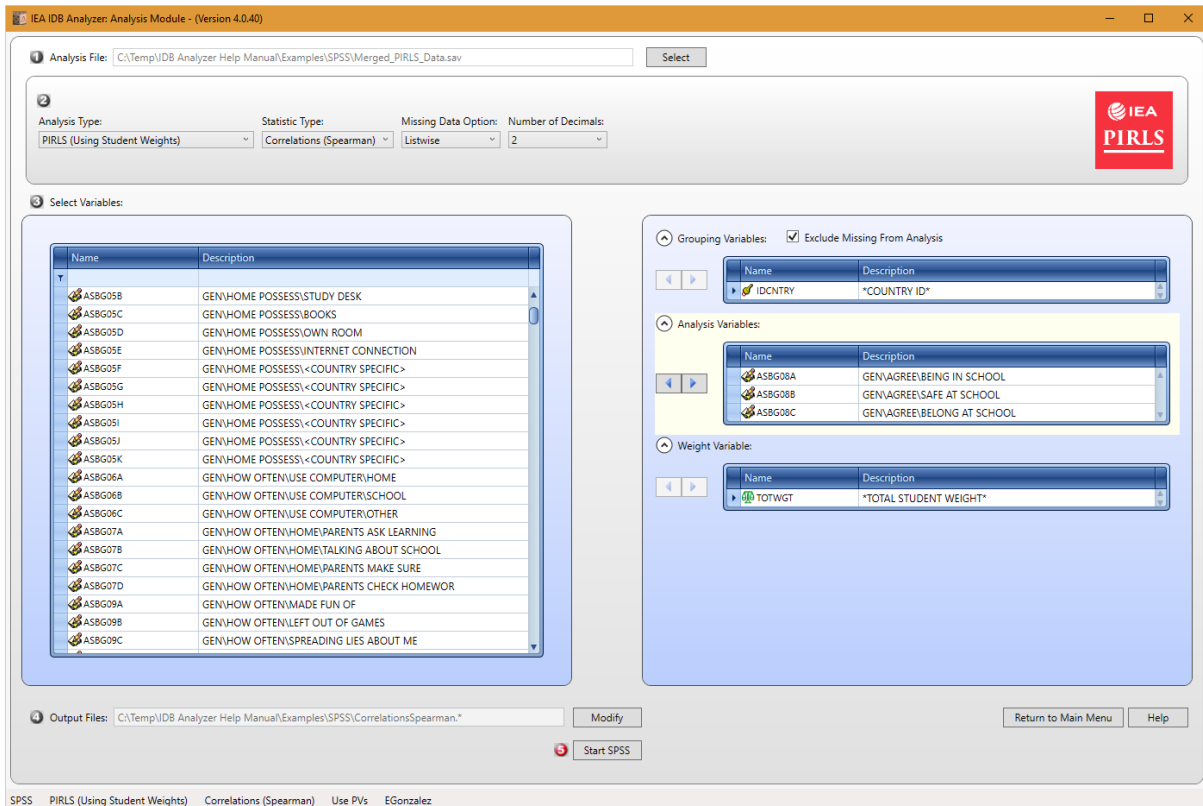 IEA IDB Analyzer: Analysis Module - (Version 4.0.40)
1 Analysis File: C:\Temp\IDB Analyzer Help Manual\Examples\SPSS\Merged_PIRLS_Data.sav Select
2
Analysis Type: Statistic Type: Missing Data Option: Number of Decimals:
PIRLS (Using Student Weights) Correlations (Spearman) Listwise 2
IEA
PIRLS
3 Select Variables:
Name Description
ASBG05B GEN\HOME POSSESS\STUDY DESK
ASBG05C GEN\HOME POSSESS\BOOKS
ASBG05D GEN\HOME POSSESS\OWN ROOM
ASBG05E GEN\HOME POSSESS\INTERNET CONNECTION
ASBG05F GEN\HOME POSSESS\<COUNTRY SPECIFIC>
ASBG05G GEN\HOME POSSESS\<COUNTRY SPECIFIC>
ASBG05H GEN\HOME POSSESS\<COUNTRY SPECIFIC>
ASBG05I GEN\HOME POSSESS\<COUNTRY SPECIFIC>
ASBG05J GEN\HOME POSSESS\<COUNTRY SPECIFIC>
ASBG05K GEN\HOME POSSESS\<COUNTRY SPECIFIC>
ASBG06A GEN\HOW OFTEN\USE COMPUTER\HOME
ASBG06B GEN\HOW OFTEN\USE COMPUTER\SCHOOL
ASBG06C GEN\HOW OFTEN\USE COMPUTER\OTHER
ASBG07A GEN\HOW OFTEN\HOME\PARENTS ASK LEARNING
ASBG07B GEN\HOW OFTEN\HOME\TALKING ABOUT SCHOOL
ASBG07C GEN\HOW OFTEN\HOME\PARENTS MAKE SURE
ASBG07D GEN\HOW OFTEN\HOME\PARENTS CHECK HOMEWOR
ASBG09A GEN\HOW OFTEN\MADE FUN OF
ASBG09B GEN\HOW OFTEN\LEFT OUT OF GAMES
ASBG09C GEN\HOW OFTEN\SPREADING LIES ABOUT ME
Grouping Variables: Exclude Missing From Analysis
Name Description
IDCNTRY *COUNTRY ID*
Analysis Variables:
Name Description
ASBG08A GEN\AGREE\BEING IN SCHOOL
ASBG08B GEN\AGREE\SAFE AT SCHOOL
ASBG08C GEN\AGREE\BELONG AT SCHOOL
Weight Variable:
Name Description
TOTWGT *TOTAL STUDENT WEIGHT*
4 Output Files: C:\Temp\IDB Analyzer Help Manual\Examples\SPSS\CorrelationsSpearman.* Modify Return to Main Menu Help
5 Start SPSS
SPSS PIRLS (Using Student Weights) Correlations (Spearman) Use PVs EGonzalez